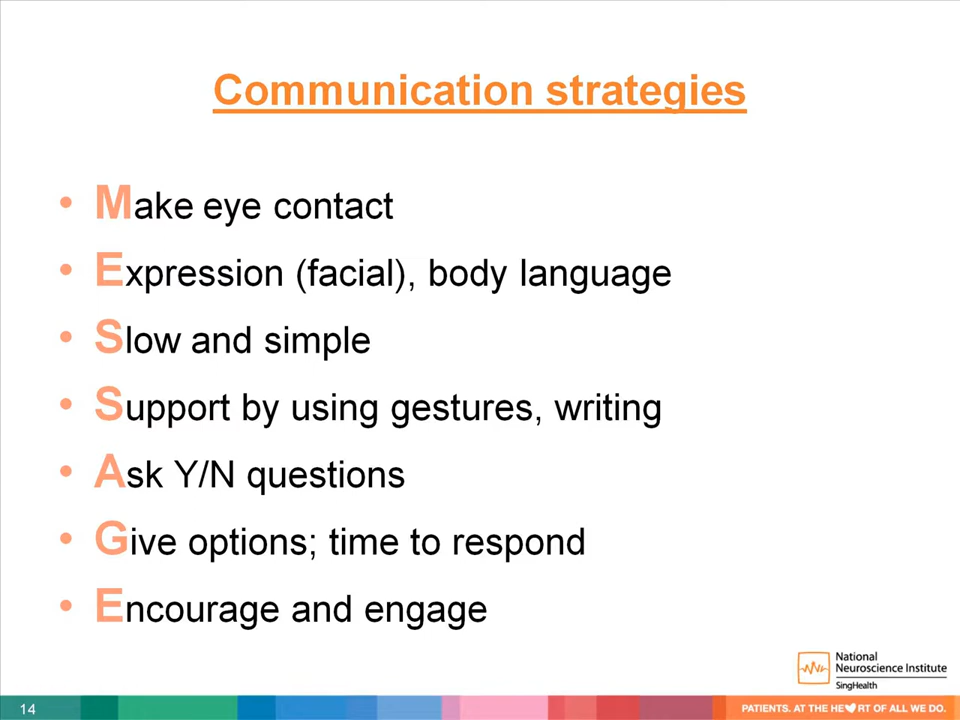 Communication strategies
• Make eye contact
• Expression (facial), body language
• Slow and simple
• Support by using gestures, writing
• Ask Y/N questions
• Give options; time to respond
• Encourage and engage
National
Neuroscience Institute
SingHealth
14
PATIENTS. AT THE HE♥RT OF ALL WE DO.